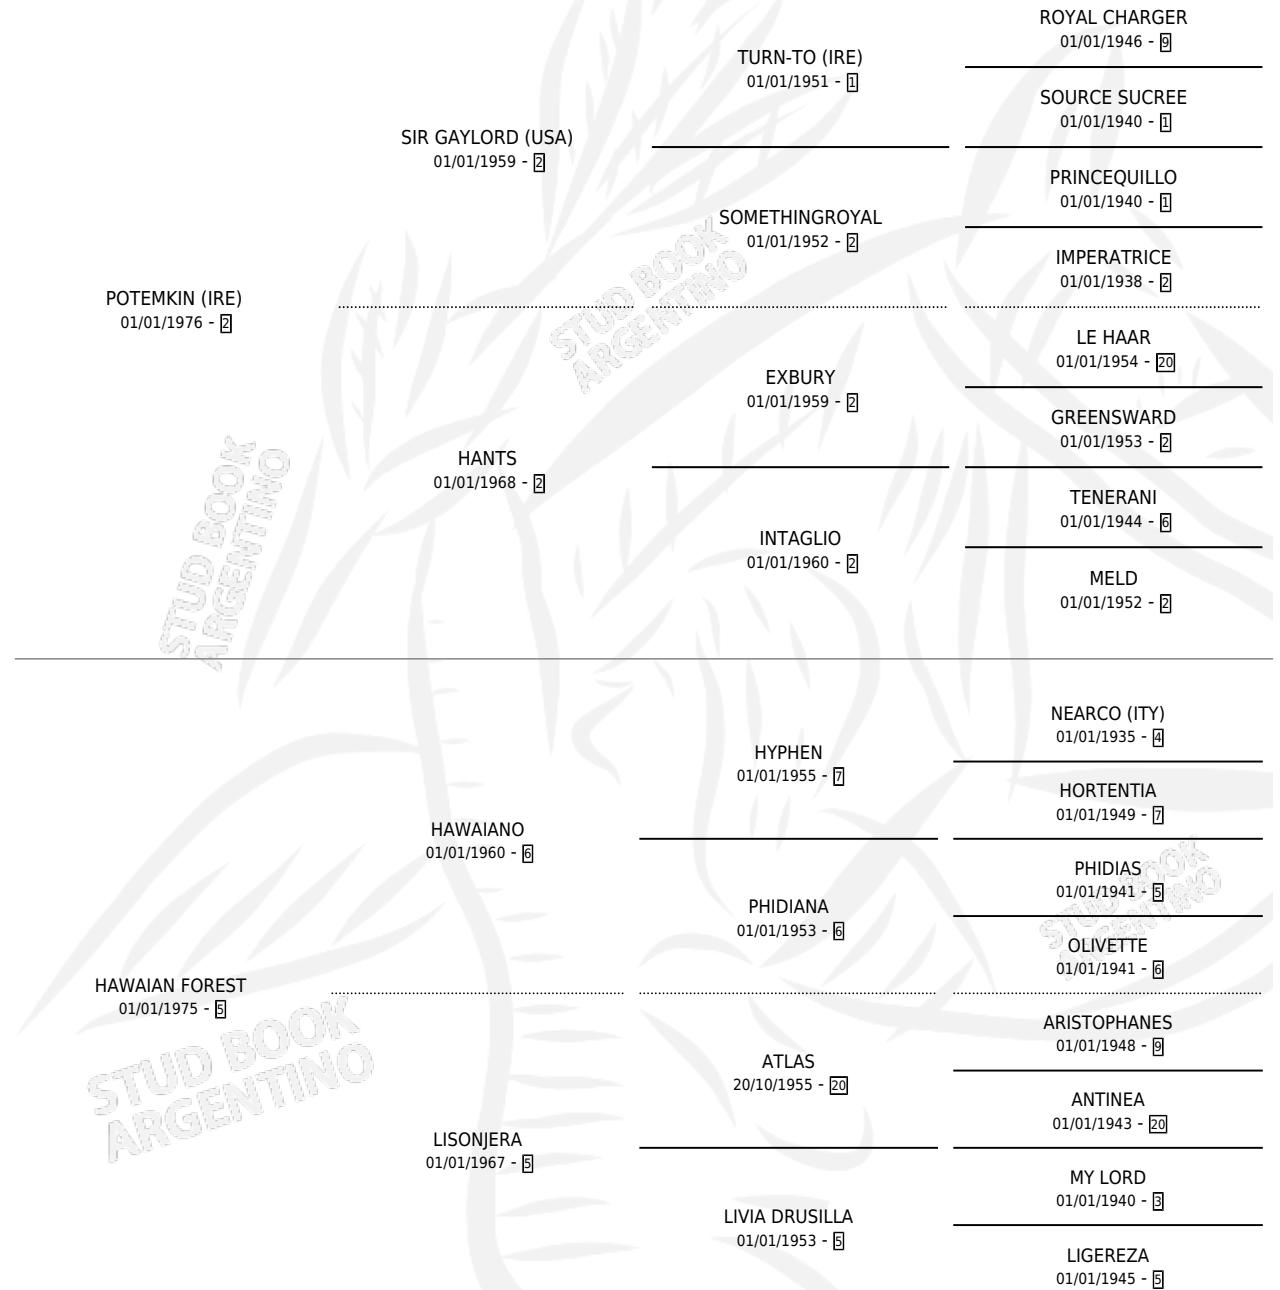 ROYAL CHARGER
01/01/1946 - 9
TURN-TO (IRE)
01/01/1951 - 1
SOURCE SUCREE
01/01/1940 - 1
SIR GAYLORD (USA)
01/01/1959 - 2
PRINCEQUILLO
01/01/1940 - 1
SOMETHINGROYAL
01/01/1952 - 2
IMPERATRICE
01/01/1938 - 2
POTEMKIN (IRE)
01/01/1976 - 2
STUD BOOK
ARGENTINO
LE HAAR
01/01/1954 - 20
EXBURY
01/01/1959 - 2
GREENSWARD
01/01/1953 - 2
HANTS
01/01/1968 - 2
TENERANI
01/01/1944 - 6
INTAGLIO
01/01/1960 - 2
MELD
01/01/1952 - 2
STUD BOOK
ARGENTINO
NEARCO (ITY)
01/01/1935 - 4
HYPHEN
01/01/1955 - 7
HORTENTIA
01/01/1949 - 7
HAWAIANO
01/01/1960 - 6
PHIDIAS
01/01/1941 - 5
PHIDIANA
01/01/1953 - 6
STUD BOOK
ARGENTINO
OLIVETTE
01/01/1941 - 6
HAWAIAN FOREST
01/01/1975 - 5
ARISTOPHANES
01/01/1948 - 9
ATLAS
20/10/1955 - 20
STUD BOOK
ARGENTINO
ANTINEA
01/01/1943 - 20
LISONJERA
01/01/1967 - 5
MY LORD
01/01/1940 - 3
LIVIA DRUSILLA
01/01/1953 - 5
LIGEREZA
01/01/1945 - 5